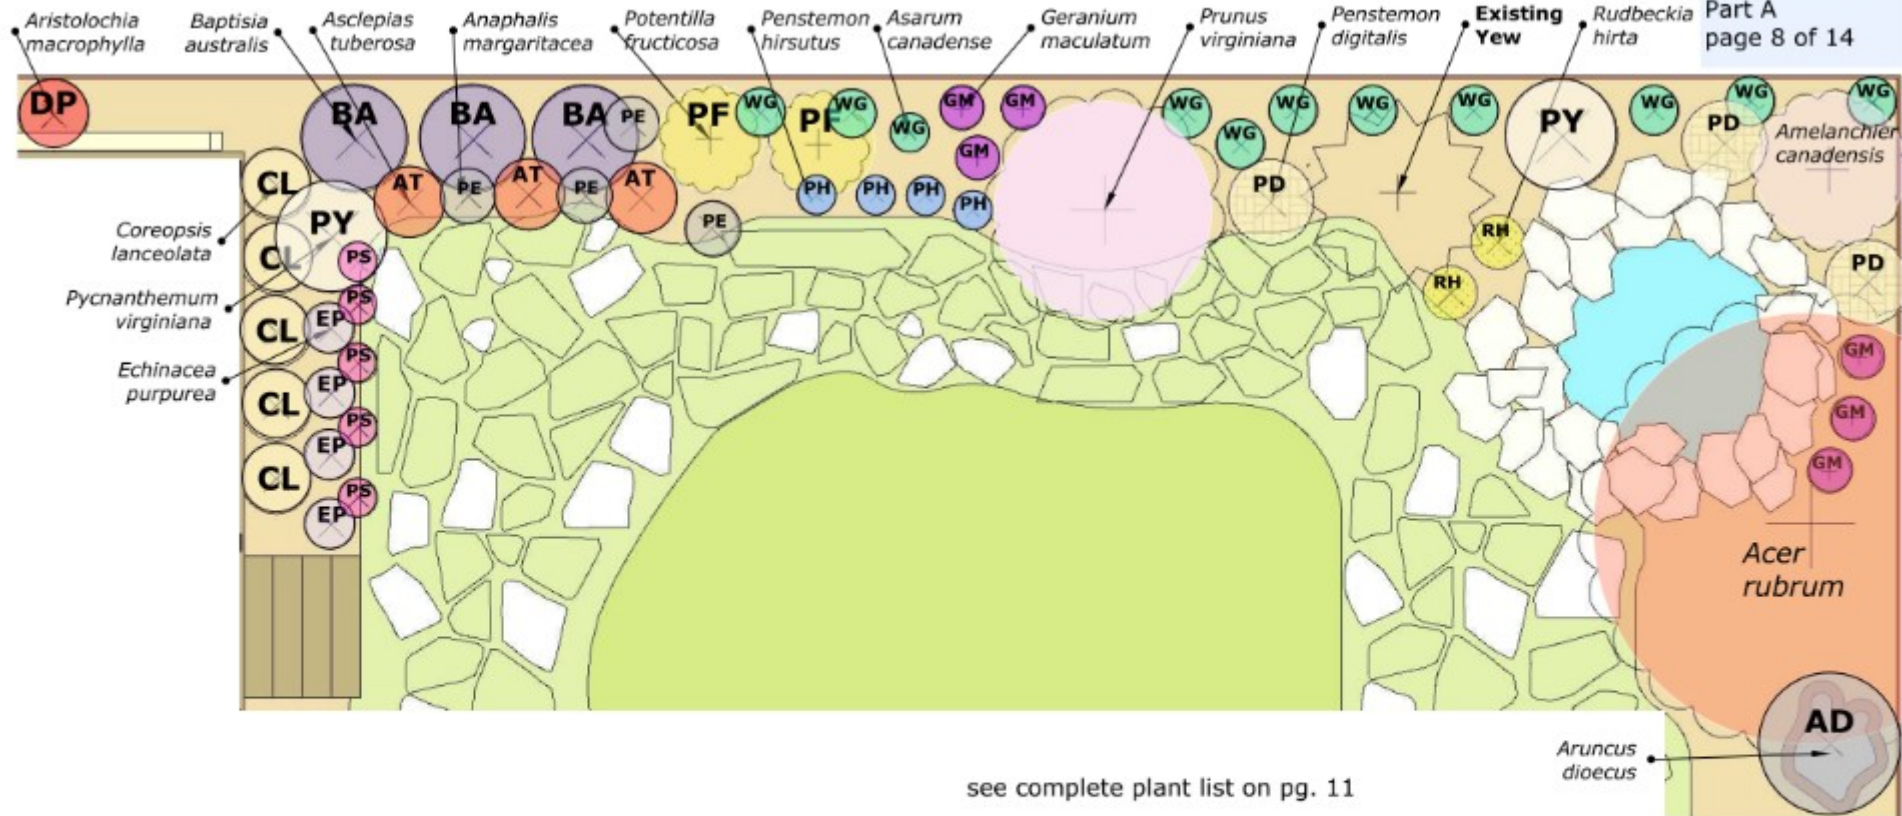 Aristolochia
macrophylla
Baptisia
australis
Asclepias
tuberosa
Anaphalis
margaritacea
Potentilla
fructicosa
Penstemon
hirsutus
Asarum
canadense
Geranium
maculatum
Prunus
virginiana
Penstemon
digitalis
Existing
Yew
Rudbeckia
hirta
Part A
page 8 of 14
DP
BA
BA
BA
PE
PF
WG
PF
WG
WG
GM
GM
GM
WG
WG
WG
WG
WG
PY
WG
WG
WG
PD
Amelanchier
canadensis
CL
AT
PE
AT
PE
AT
PH
PH
PH
PH
PD
PY
PE
RH
Coreopsis
lanceolata
CL
PS
PD
RH
Pycnanthemum
virginiana
PS
CL
EP
GM
PS
Echinacea
purpurea
EP
CL
GM
PS
EP
GM
CL
PS
EP
Acer
rubrum
AD
Aruncus
dioecus
see complete plant list on pg. 11